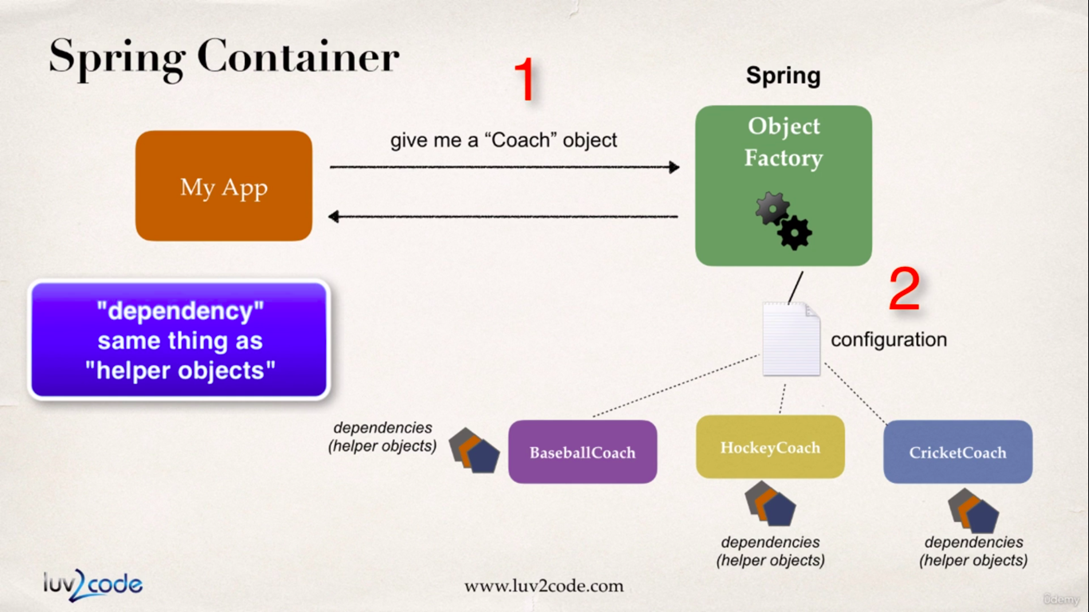 Spring Container
1
Spring
give me a “Coach” object
Object
Factory
My App
2
"dependency"
same thing as
"helper objects"
configuration
dependencies
(helper objects)
BaseballCoach
HockeyCoach
CricketCoach
dependencies
(helper objects)
dependencies
(helper objects)
luv2code
www.luv2code.com
ûdemy